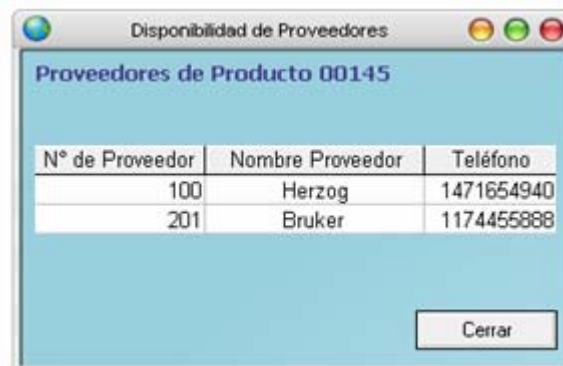 Disponibilidad de Proveedores
Proveedores de Producto 00145
N° de Proveedor Nombre Proveedor Teléfono
100 Herzog 1471654940
201 Bruker 1174455888
Cerrar